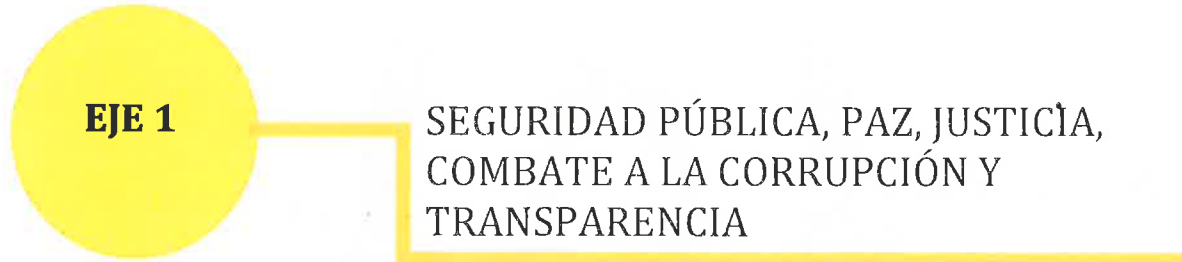 EJE 1
SEGURIDAD PÚBLICA, PAZ, JUSTICIA,
COMBATE A LA CORRUPCIÓN Y
TRANSPARENCIA